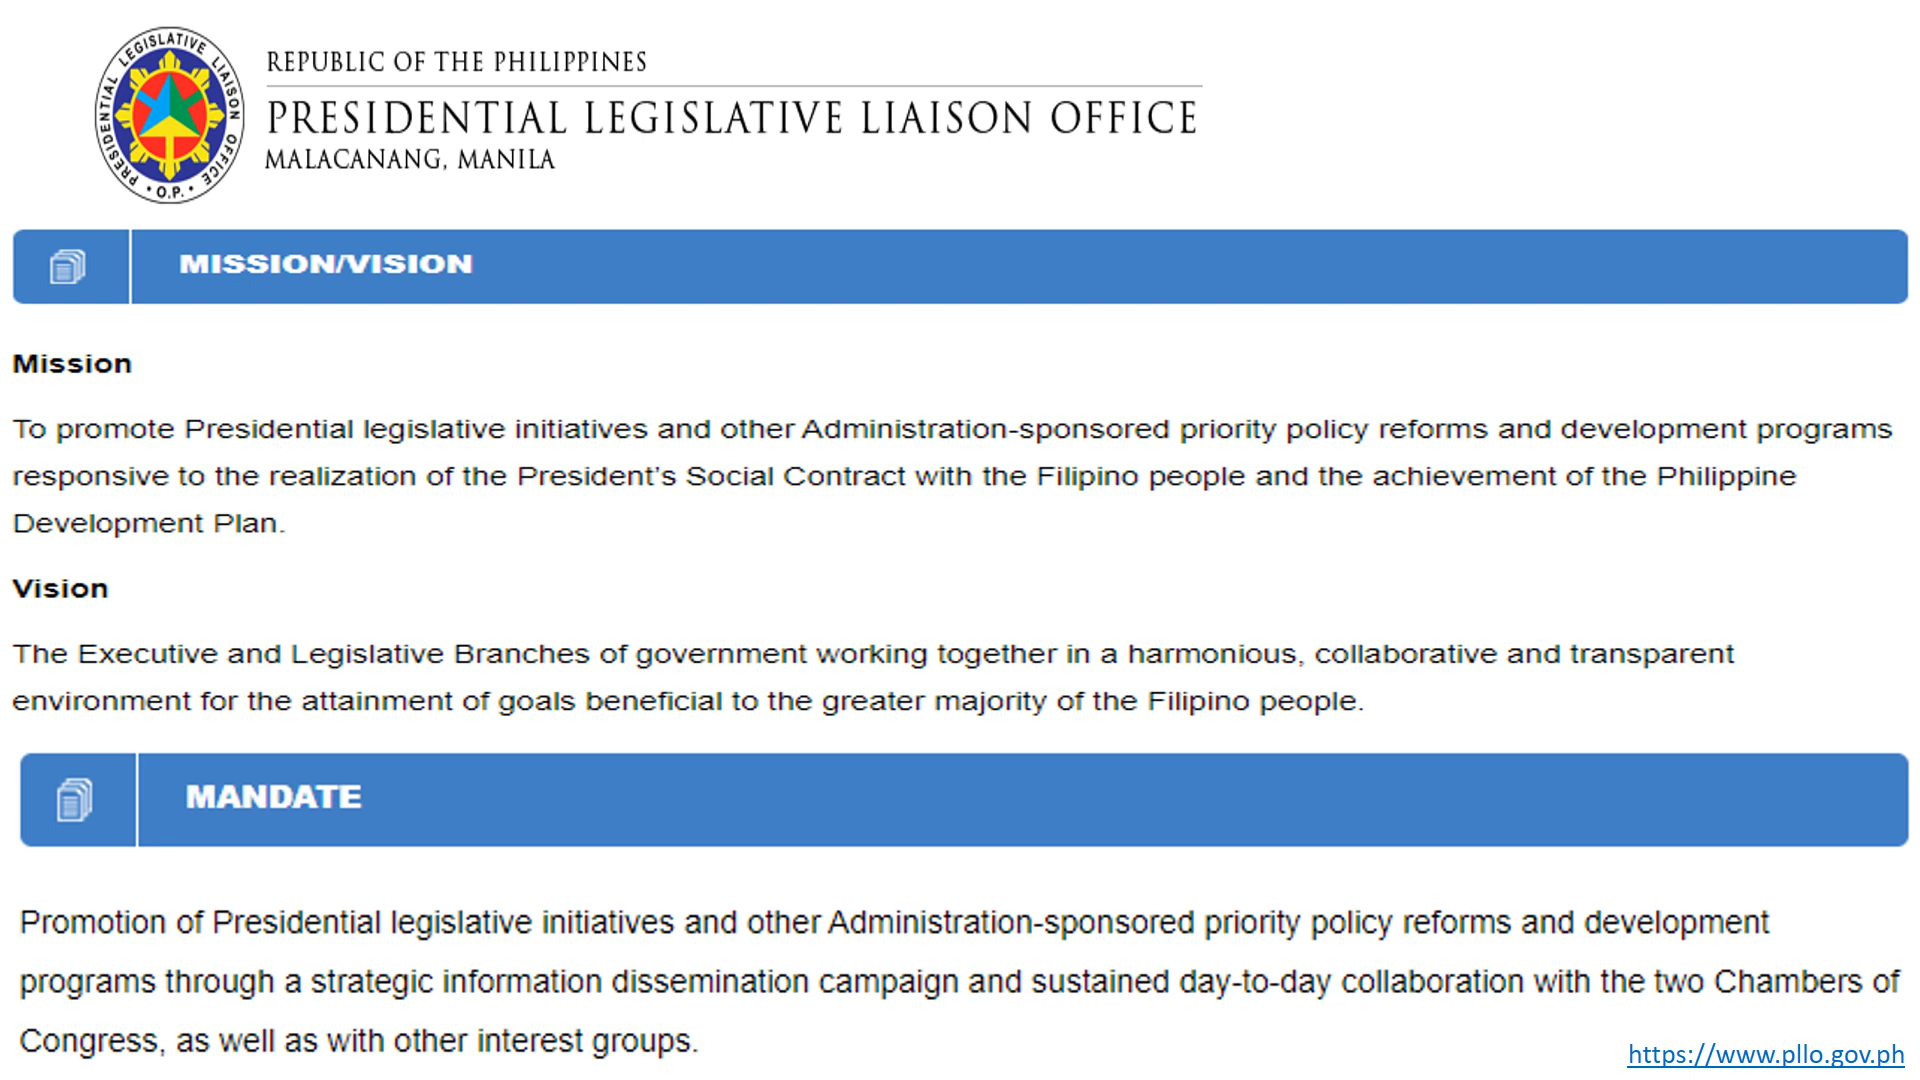 PRESIDENTIAL LEGISLATIVE LIAISON OFFICE
• O.P. •
REPUBLIC OF THE PHILIPPINES
PRESIDENTIAL LEGISLATIVE LIAISON OFFICE
MALACANANG, MANILA
MISSION/VISION
Mission
To promote Presidential legislative initiatives and other Administration-sponsored priority policy reforms and development programs
responsive to the realization of the President’s Social Contract with the Filipino people and the achievement of the Philippine
Development Plan.
Vision
The Executive and Legislative Branches of government working together in a harmonious, collaborative and transparent
environment for the attainment of goals beneficial to the greater majority of the Filipino people.
MANDATE
Promotion of Presidential legislative initiatives and other Administration-sponsored priority policy reforms and development
programs through a strategic information dissemination campaign and sustained day-to-day collaboration with the two Chambers of
Congress, as well as with other interest groups.
https://www.pllo.gov.ph